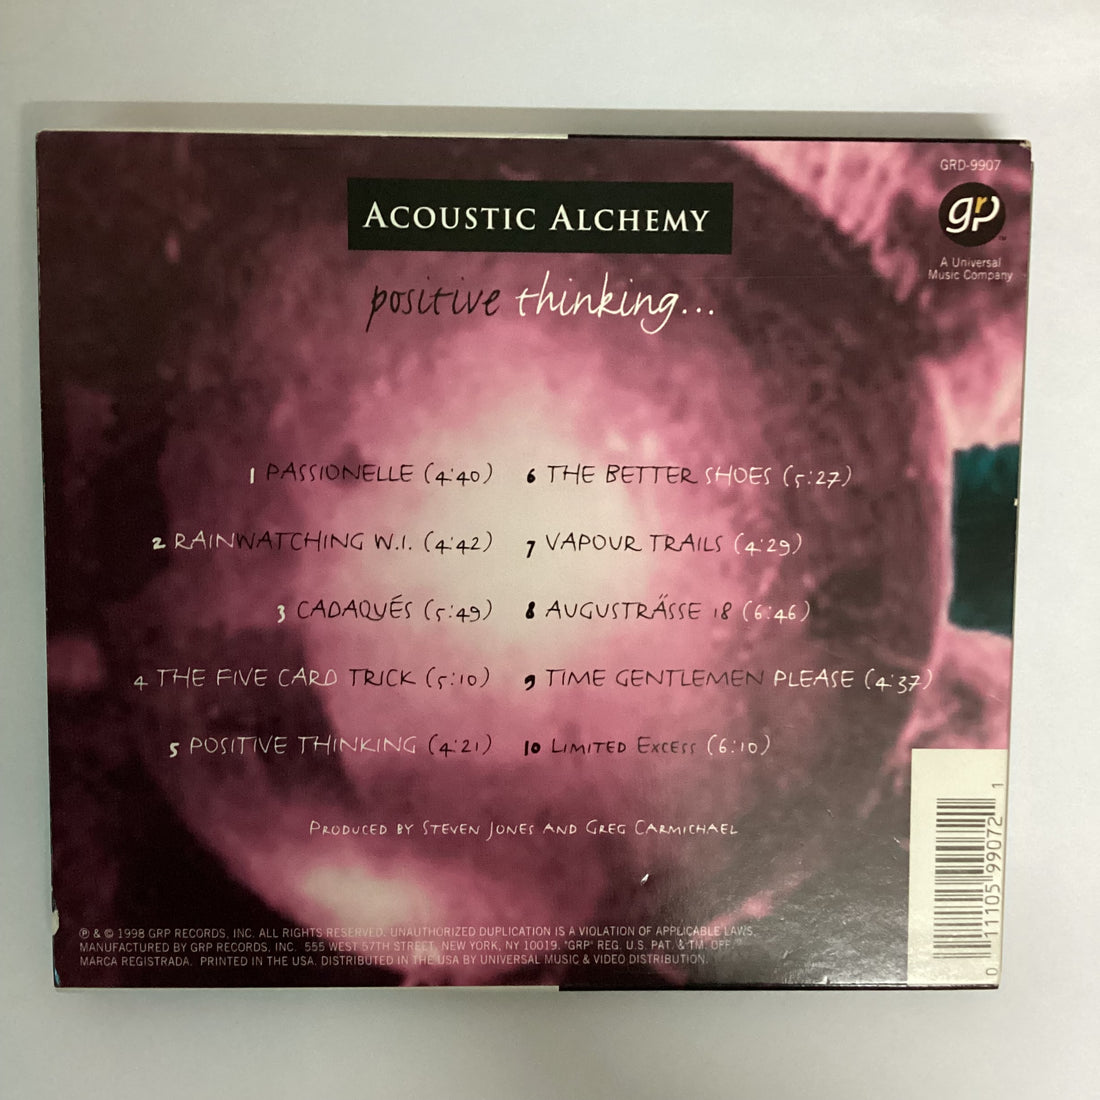 GRD-9907
grp
TM
A Universal
Music Company
ACOUSTIC ALCHEMY
positive thinking...
1 PASSIONELLE (4:40)
2 RAINWATCHING W.I. (4:42)
3 CADAQUÉS (5:49)
4 THE FIVE CARD TRICK (5:10)
5 POSITIVE THINKING (4:21)
6 THE BETTER SHOES (5:27)
7 VAPOUR TRAILS (4:29)
8 AUGUSTRÄSSE 18 (6:46)
9 TIME GENTLEMEN PLEASE (4:37)
10 LIMITED EXCESS (6:10)
PRODUCED BY STEVEN JONES AND GREG CARMICHAEL
℗ & © 1998 GRP RECORDS, INC. ALL RIGHTS RESERVED. UNAUTHORIZED DUPLICATION IS A VIOLATION OF APPLICABLE LAWS.
MANUFACTURED BY GRP RECORDS, INC. 555 WEST 57TH STREET, NEW YORK, NY 10019. "GRP" REG. U.S. PAT. & TM. OFF.
MARCA REGISTRADA. PRINTED IN THE USA. DISTRIBUTED IN THE USA BY UNIVERSAL MUSIC & VIDEO DISTRIBUTION.
0 11105 99072 1